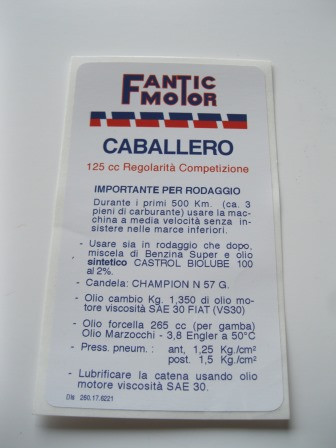 FANTIC
MOTOR
CABALLERO
125 cc Regolarità Competizione
IMPORTANTE PER RODAGGIO
Durante i primi 500 Km. (ca. 3
pieni di carburante) usare la mac-
china a media velocità senza in-
sistere nelle marce inferiori.
- Usare sia in rodaggio che dopo,
miscela di Benzina Super e olio
sintetico CASTROL BIOLUBE 100
al 2%.
- Candela: CHAMPION N 57 G.
- Olio cambio Kg. 1,350 di olio mo-
tore viscosità SAE 30 FIAT (VS30)
- Olio forcella 265 cc (per gamba)
Olio Marzocchi - 3,8 Engler a 50°C
- Press. pneum.: ant, 1,25 Kg./cm²
post. 1,5 Kg./cm²
- Lubrificare la catena usando olio
motore viscosità SAE 30.
260.17.6221